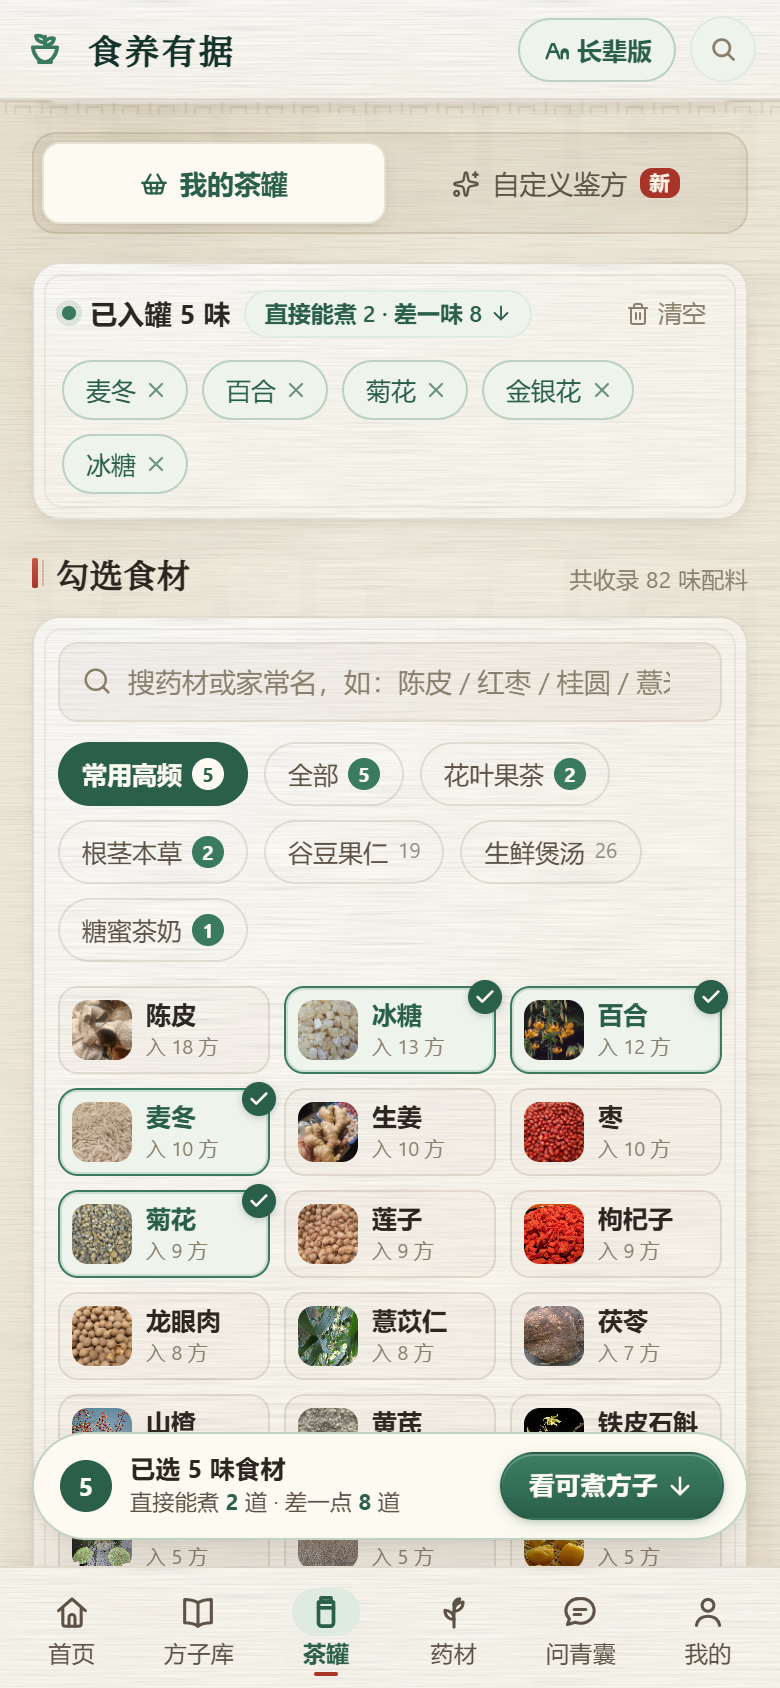 食养有据
长辈版
我的茶罐
自定义鉴方 新
已入罐 5 味
直接能煮 2 · 差一味 8 ↓
清空
麦冬 ×
百合 ×
菊花 ×
金银花 ×
冰糖 ×
勾选食材
共收录 82 味配料
搜药材或家常名，如：陈皮 / 红枣 / 桂圆 / 薏
常用高频 5
全部 5
花叶果茶 2
根茎本草 2
谷豆果仁 19
生鲜煲汤 26
糖蜜茶奶 1
陈皮
入 18 方
冰糖
入 13 方
百合
入 12 方
麦冬
入 10 方
生姜
入 10 方
枣
入 10 方
菊花
入 9 方
莲子
入 9 方
枸杞子
入 9 方
龙眼肉
入 8 方
薏苡仁
入 8 方
茯苓
入 7 方
山楂
黄芪
铁皮石斛
5
已选 5 味食材
直接能煮 2 道 · 差一点 8 道
看可煮方子 ↓
入 5 方
入 5 方
入 5 方
首页
方子库
茶罐
药材
问青囊
我的